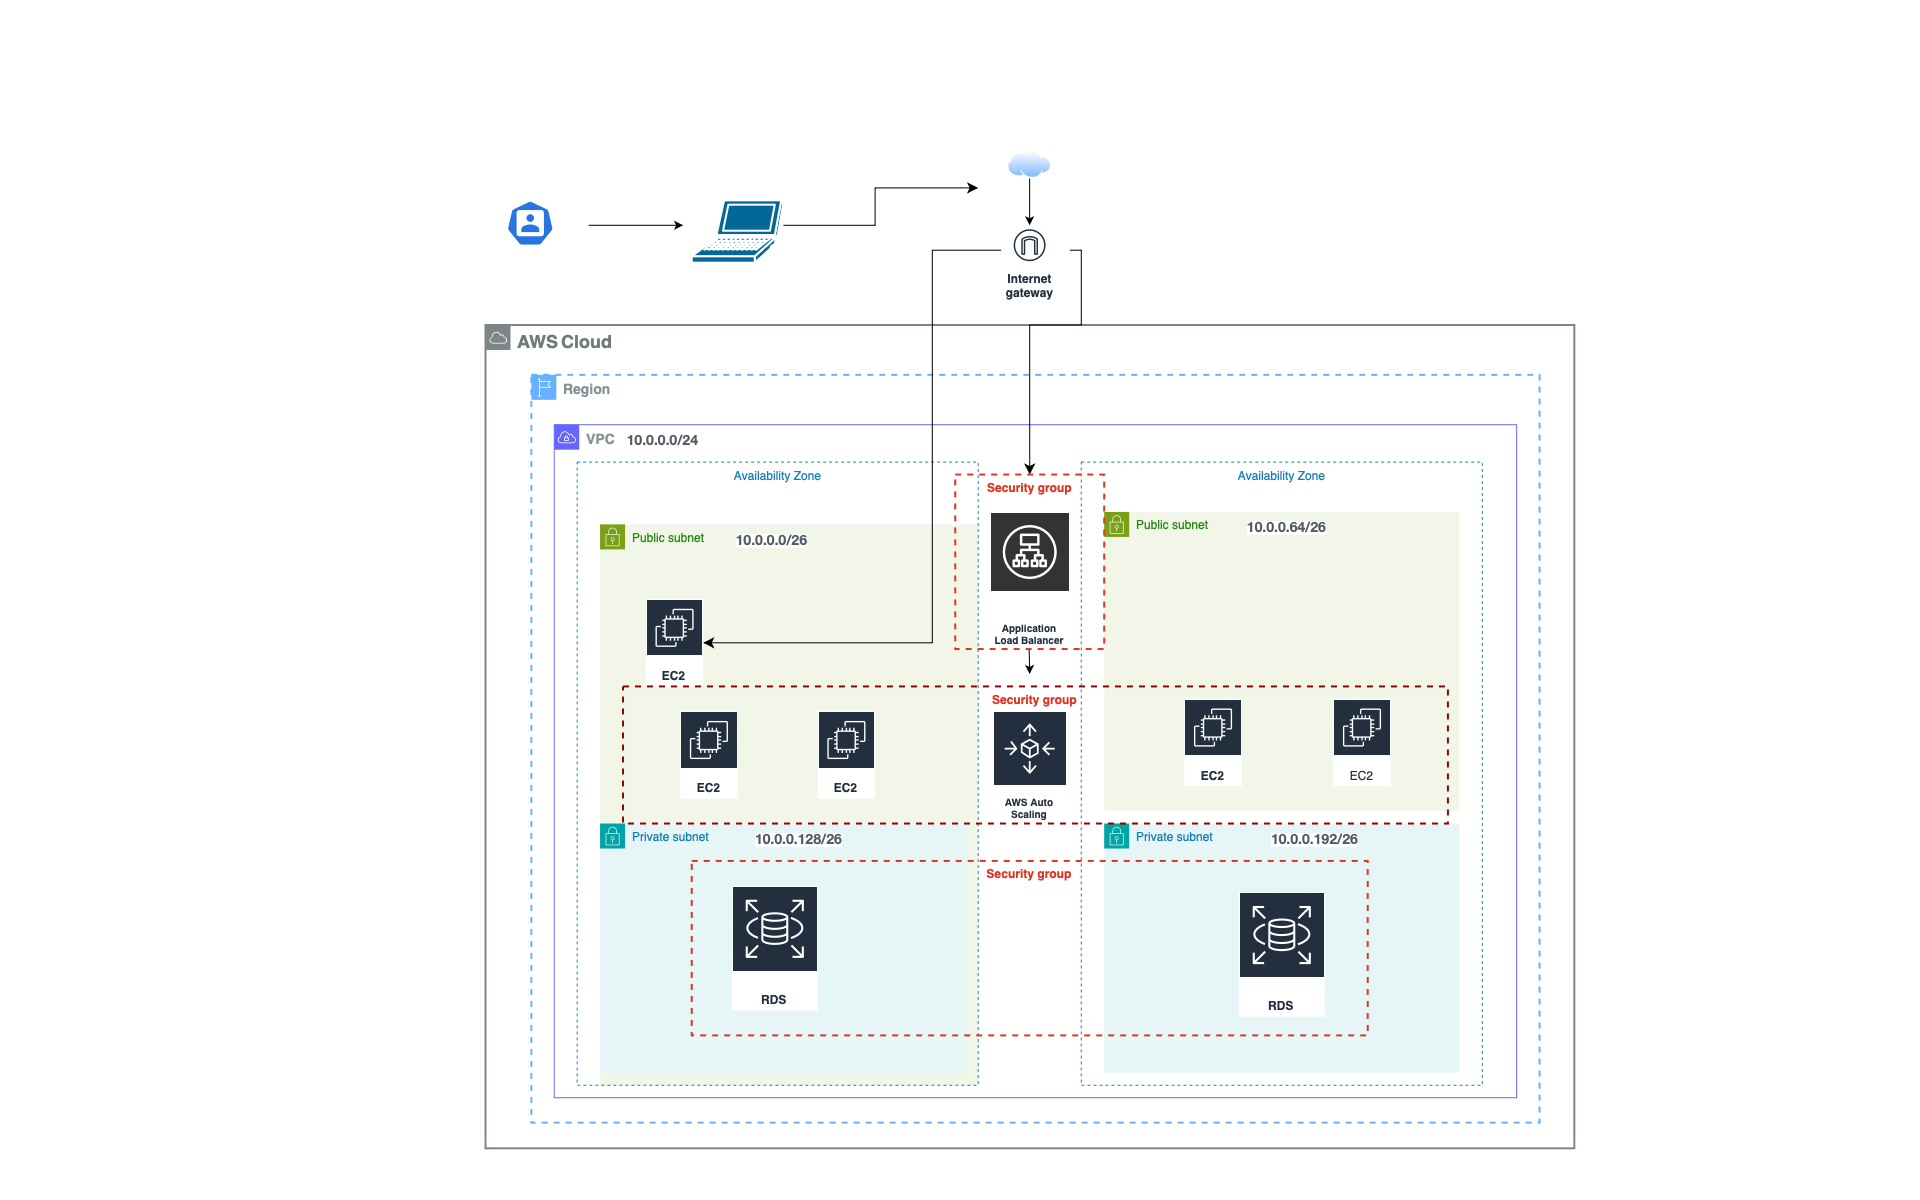 Internet
gateway
AWS Cloud
Region
VPC 10.0.0.0/24
Availability Zone
Availability Zone
Security group
Public subnet 10.0.0.0/26
Public subnet 10.0.0.64/26
Application
Load Balancer
EC2
Security group
EC2
EC2
EC2
EC2
AWS Auto
Scaling
Private subnet 10.0.0.128/26
Private subnet 10.0.0.192/26
Security group
RDS
RDS